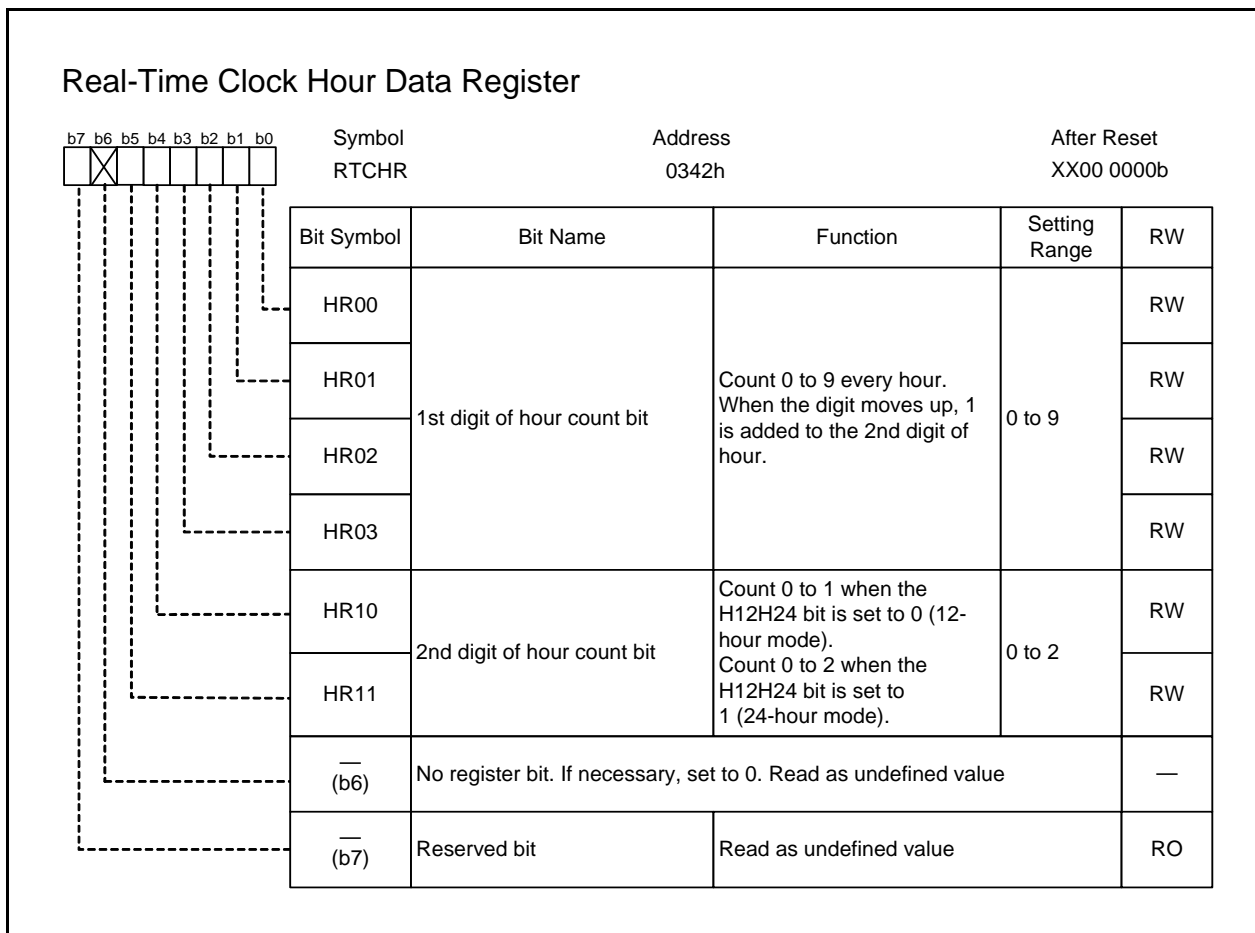 Real-Time Clock Hour Data Register
b7 b6 b5 b4 b3 b2 b1 b0
Symbol Address After Reset
RTCHR 0342h XX00 0000b
Bit Symbol Bit Name Function Setting
Range RW
HR00 RW
HR01 RW
HR02 RW
HR03 RW
1st digit of hour count bit
Count 0 to 9 every hour.
When the digit moves up, 1
is added to the 2nd digit of
hour.
0 to 9
HR10 RW
HR11 RW
2nd digit of hour count bit
Count 0 to 1 when the
H12H24 bit is set to 0 (12-
hour mode).
Count 0 to 2 when the
H12H24 bit is set to
1 (24-hour mode).
0 to 2
—
(b6) No register bit. If necessary, set to 0. Read as undefined value —
—
(b7) Reserved bit Read as undefined value RO